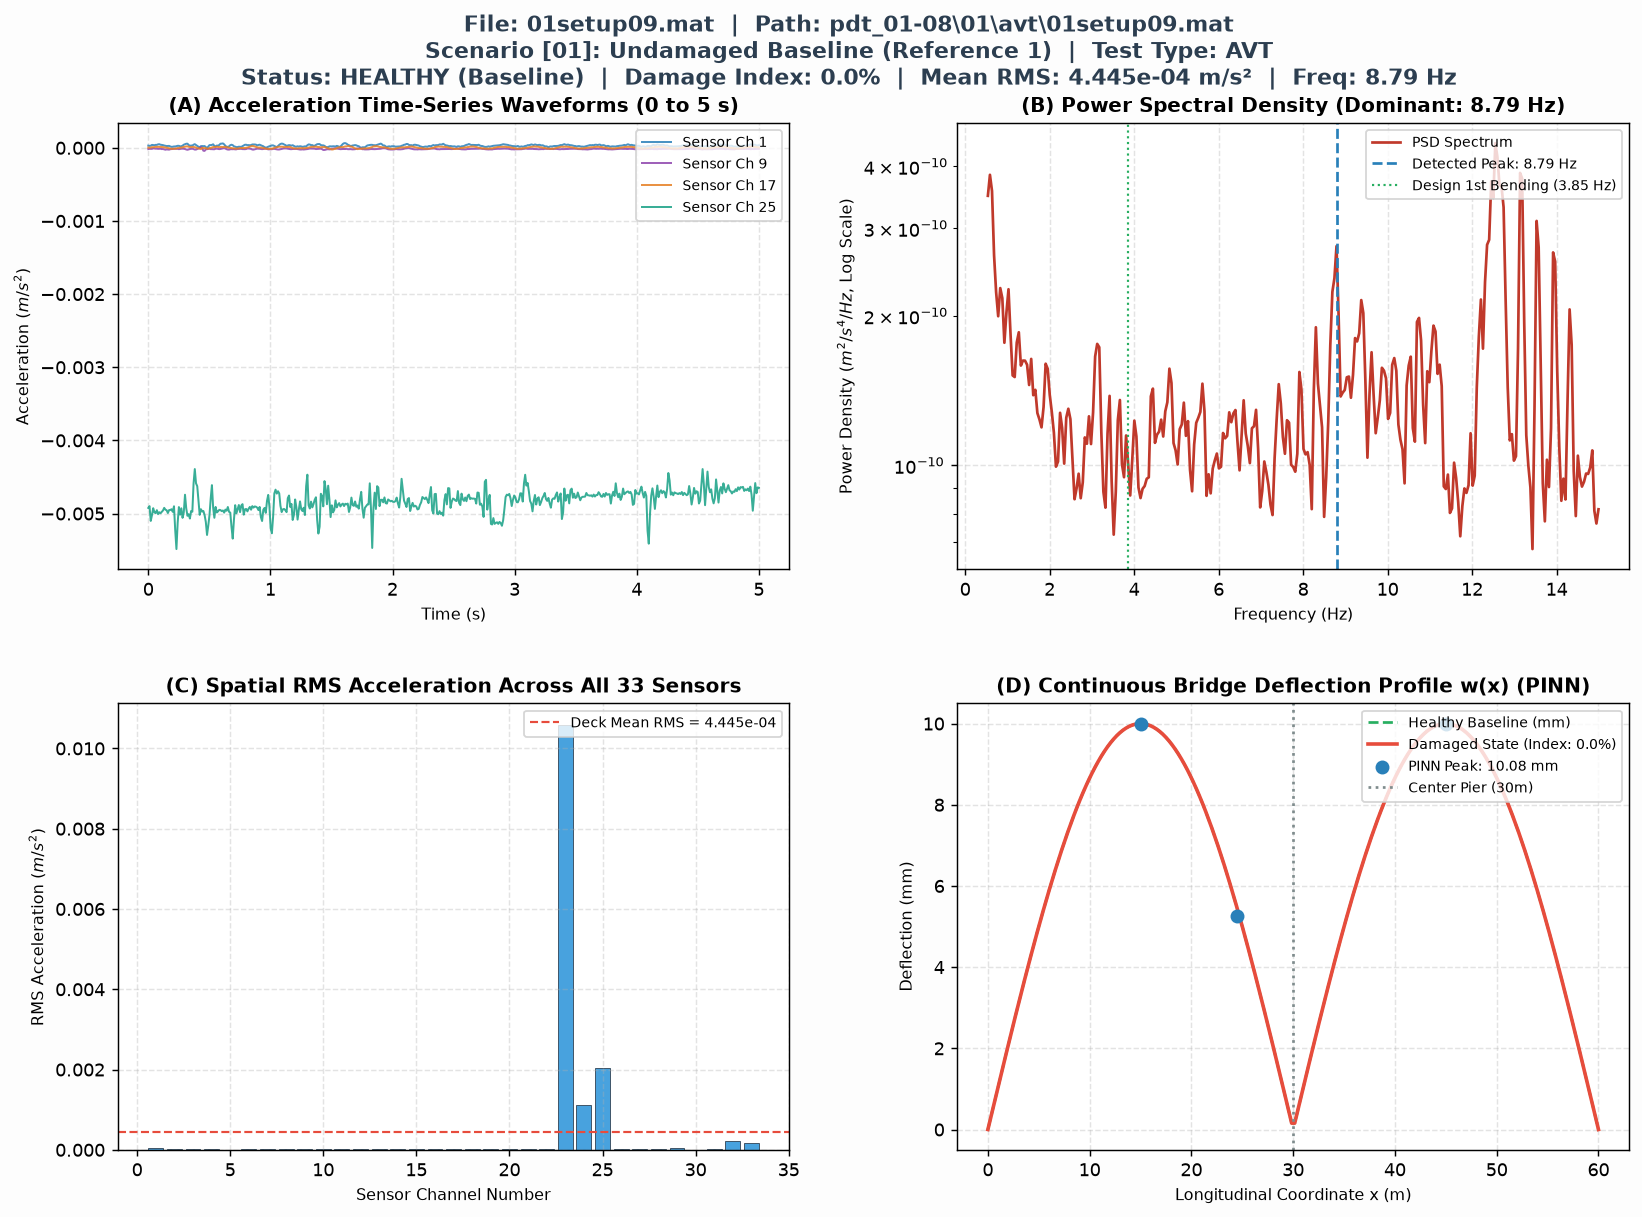 File: 01setup09.mat | Path: pdt_01-08\01\avt\01setup09.mat
Scenario [01]: Undamaged Baseline (Reference 1) | Test Type: AVT
Status: HEALTHY (Baseline) | Damage Index: 0.0% | Mean RMS: 4.445e-04 m/s² | Freq: 8.79 Hz
(A) Acceleration Time-Series Waveforms (0 to 5 s)
Sensor Ch 1
Sensor Ch 9
Sensor Ch 17
Sensor Ch 25
0.000
−0.001
−0.002
−0.003
−0.004
−0.005
Acceleration (m/s²)
0 1 2 3 4 5
Time (s)
(B) Power Spectral Density (Dominant: 8.79 Hz)
PSD Spectrum
Detected Peak: 8.79 Hz
Design 1st Bending (3.85 Hz)
4 × 10⁻¹⁰
3 × 10⁻¹⁰
2 × 10⁻¹⁰
10⁻¹⁰
Power Density (m²/s⁴/Hz, Log Scale)
0 2 4 6 8 10 12 14
Frequency (Hz)
(C) Spatial RMS Acceleration Across All 33 Sensors
Deck Mean RMS = 4.445e-04
0.010
0.008
0.006
0.004
0.002
0.000
RMS Acceleration (m/s²)
0 5 10 15 20 25 30 35
Sensor Channel Number
(D) Continuous Bridge Deflection Profile w(x) (PINN)
Healthy Baseline (mm)
Damaged State (Index: 0.0%)
PINN Peak: 10.08 mm
Center Pier (30m)
10
8
6
4
2
0
Deflection (mm)
0 10 20 30 40 50 60
Longitudinal Coordinate x (m)